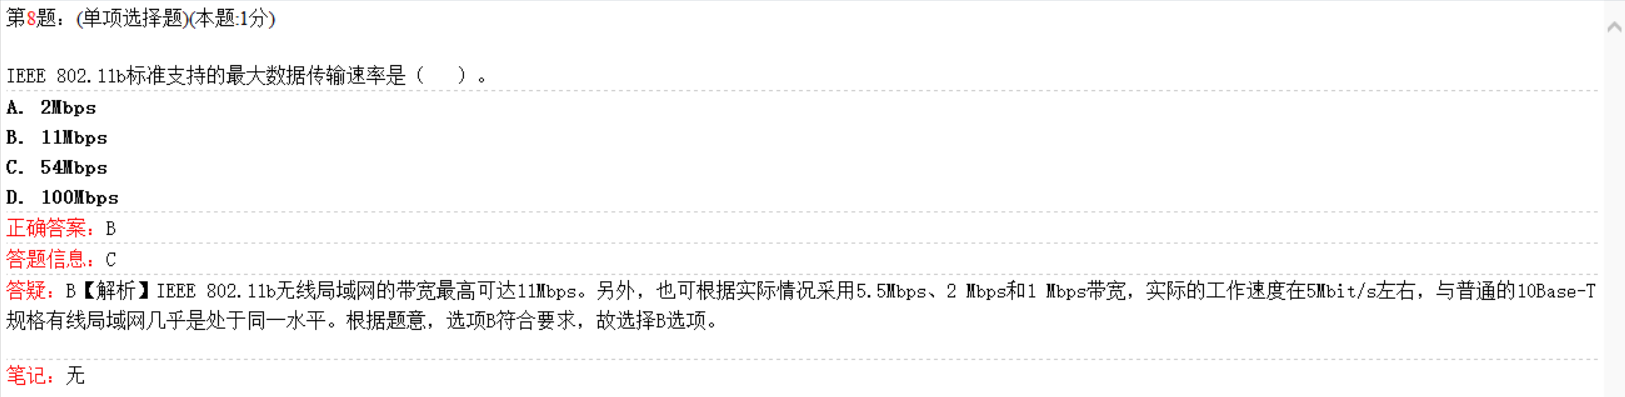 第8题：(单项选择题)(本题:1分)
IEEE 802.11b标准支持的最大数据传输速率是（　　）。
A. 2Mbps
B. 11Mbps
C. 54Mbps
D. 100Mbps
正确答案：B
答题信息：C
答疑：B【解析】IEEE 802.11b无线局域网的带宽最高可达11Mbps。另外，也可根据实际情况采用5.5Mbps、2 Mbps和1 Mbps带宽，实际的工作速度在5Mbit/s左右，与普通的10Base-T
规格有线局域网几乎是处于同一水平。根据题意，选项B符合要求，故选择B选项。
笔记：无